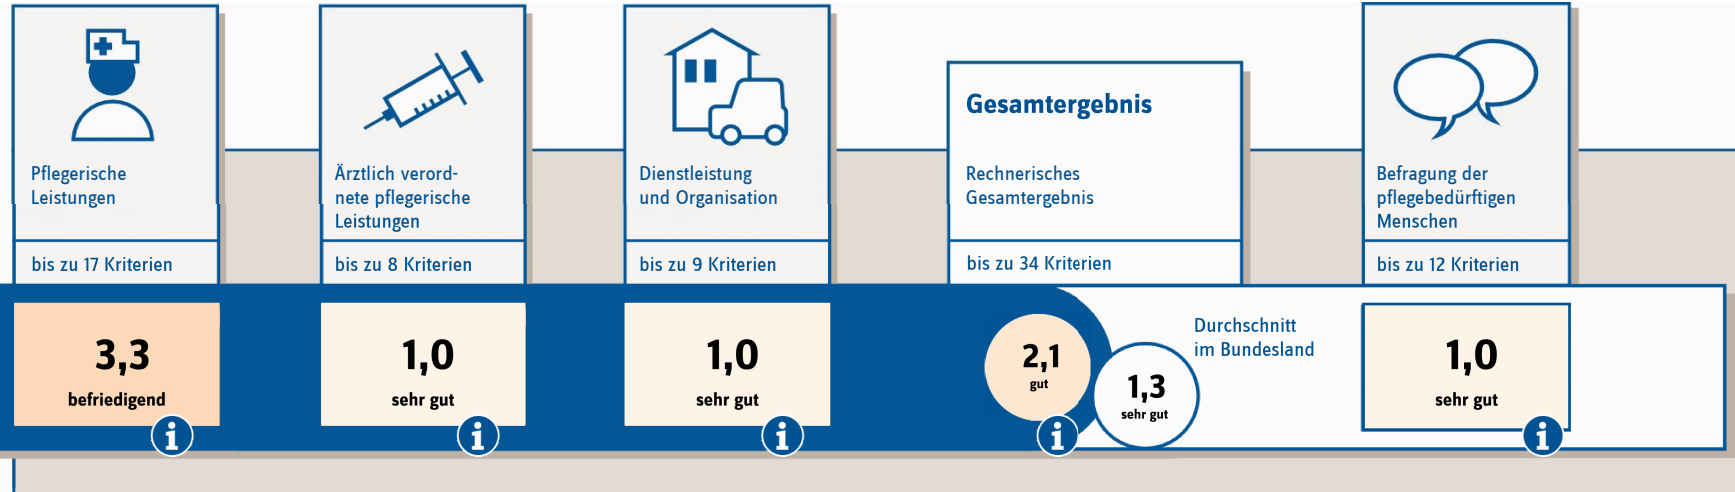 Pflegerische
Leistungen
bis zu 17 Kriterien
3,3
befriedigend
i
Ärztlich verord-
nete pflegerische
Leistungen
bis zu 8 Kriterien
1,0
sehr gut
i
Dienstleistung
und Organisation
bis zu 9 Kriterien
1,0
sehr gut
i
Gesamtergebnis
Rechnerisches
Gesamtergebnis
bis zu 34 Kriterien
2,1
gut
i
1,3
sehr gut
Durchschnitt
im Bundesland
Befragung der
pflegebedürftigen
Menschen
bis zu 12 Kriterien
1,0
sehr gut
i